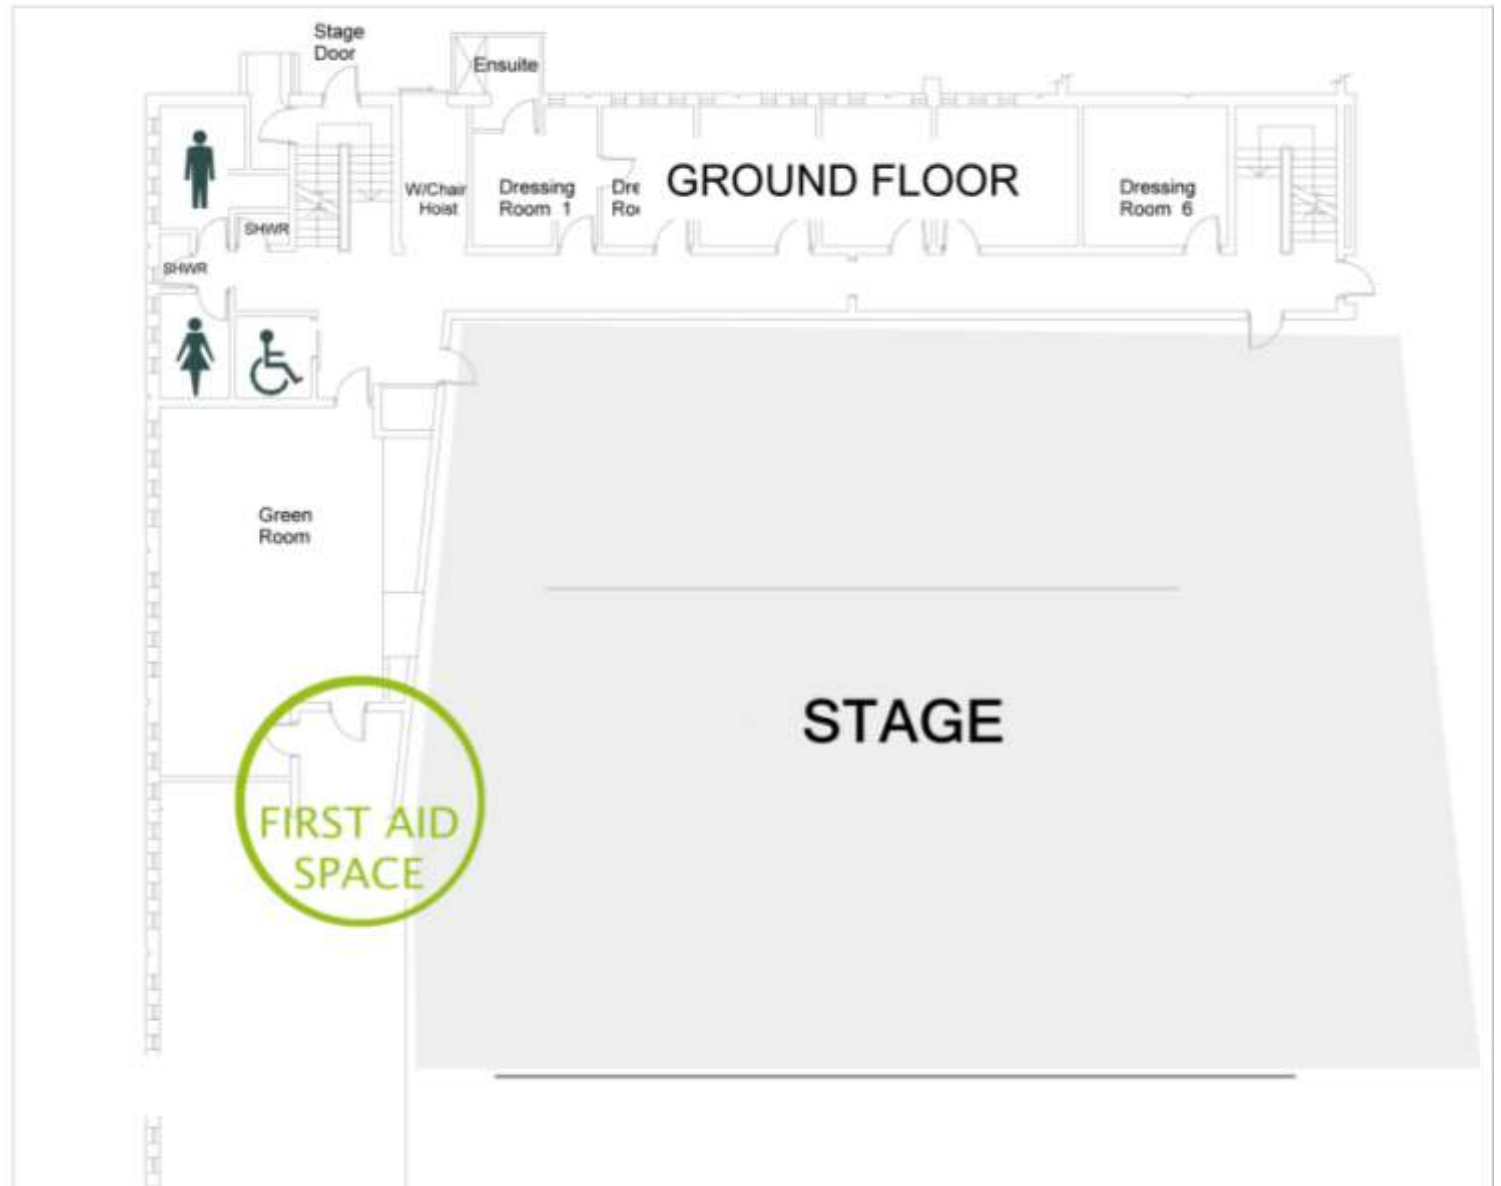 Stage
Door
Ensuite
W/Chair
Hoist
Dressing
Room 1
GROUND FLOOR
Dressing
Room 6
SHWR
SHWR
Green
Room
STAGE
FIRST AID
SPACE